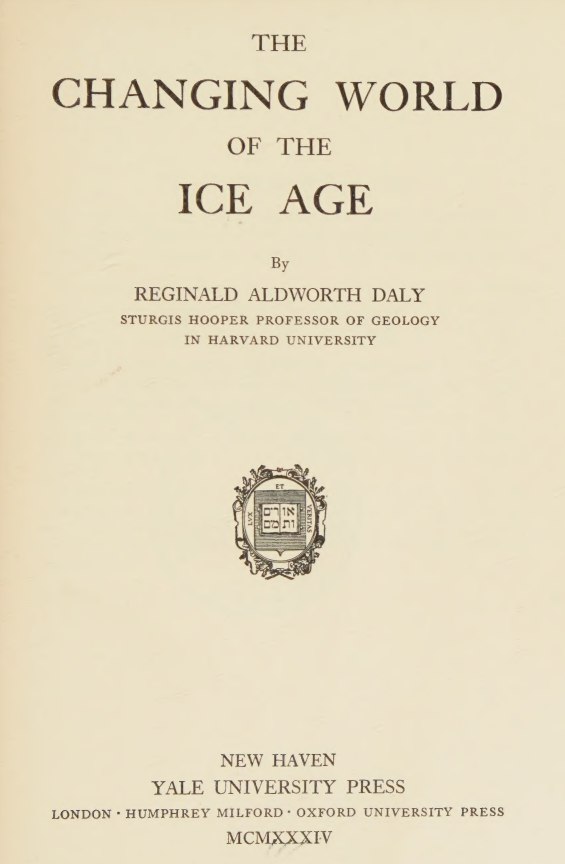 THE
CHANGING WORLD
OF THE
ICE AGE
By
REGINALD ALDWORTH DALY
STURGIS HOOPER PROFESSOR OF GEOLOGY
IN HARVARD UNIVERSITY
ET
LUX
VERITAS
אורים
ותמים
NEW HAVEN
YALE UNIVERSITY PRESS
LONDON · HUMPHREY MILFORD · OXFORD UNIVERSITY PRESS
MCMXXXIV